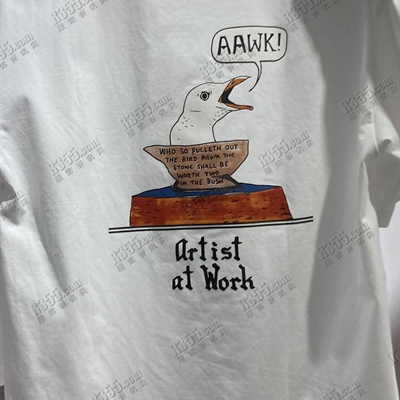 AAWK!
WHO SO PULLETH OUT
THE BIRD FROM THE
STONE SHALL BE
WORTH TWO
IN THE BUSH
Artist
at Work